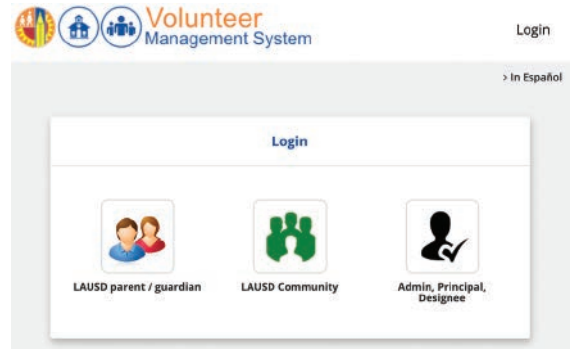 Volunteer
Management System
Login
> In Español
Login
LAUSD parent / guardian
LAUSD Community
Admin, Principal,
Designee